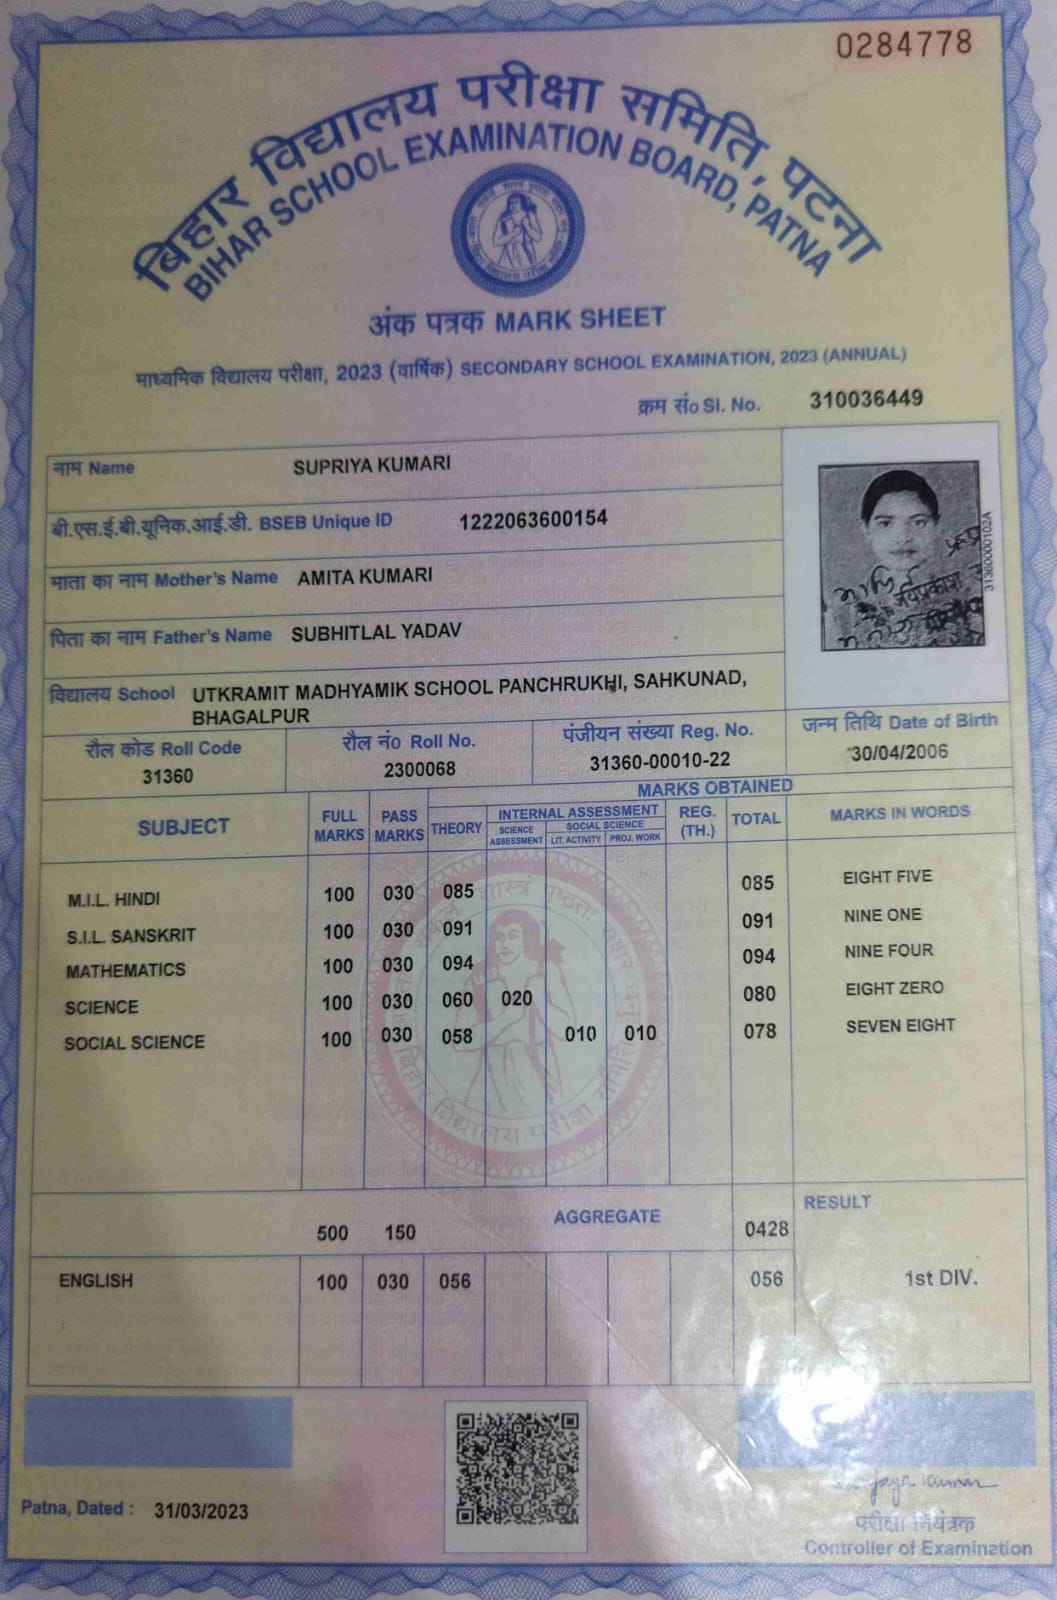 0284778
बिहार विद्यालय परीक्षा समिति, पटना
BIHAR SCHOOL EXAMINATION BOARD, PATNA
अंक पत्रक MARK SHEET
माध्यमिक विद्यालय परीक्षा, 2023 (वार्षिक) SECONDARY SCHOOL EXAMINATION, 2023 (ANNUAL)
क्रम सं० Sl. No. 310036449
नाम Name SUPRIYA KUMARI
बी.एस.ई.बी.यूनिक.आई.डी. BSEB Unique ID 1222063600154
माता का नाम Mother's Name AMITA KUMARI
पिता का नाम Father's Name SUBHITLAL YADAV
विद्यालय School UTKRAMIT MADHYAMIK SCHOOL PANCHRUKHI, SAHKUNAD,
BHAGALPUR
31360000102A
जयप्रकाश
रौल कोड Roll Code रौल नं० Roll No. पंजीयन संख्या Reg. No. जन्म तिथि Date of Birth
31360 2300068 31360-00010-22 30/04/2006
MARKS OBTAINED
SUBJECT FULL MARKS PASS MARKS THEORY INTERNAL ASSESSMENT REG. (TH.) TOTAL MARKS IN WORDS
SCIENCE ASSESSMENT SOCIAL SCIENCE
LIT. ACTIVITY PROJ. WORK
M.I.L. HINDI 100 030 085 085 EIGHT FIVE
S.I.L. SANSKRIT 100 030 091 091 NINE ONE
MATHEMATICS 100 030 094 094 NINE FOUR
SCIENCE 100 030 060 020 080 EIGHT ZERO
SOCIAL SCIENCE 100 030 058 010 010 078 SEVEN EIGHT
बिहार विद्यालय परीक्षा समिति
500 150 AGGREGATE 0428 RESULT
ENGLISH 100 030 056 056 1st DIV.
Patna, Dated : 31/03/2023
परीक्षा नियंत्रक
Controller of Examination